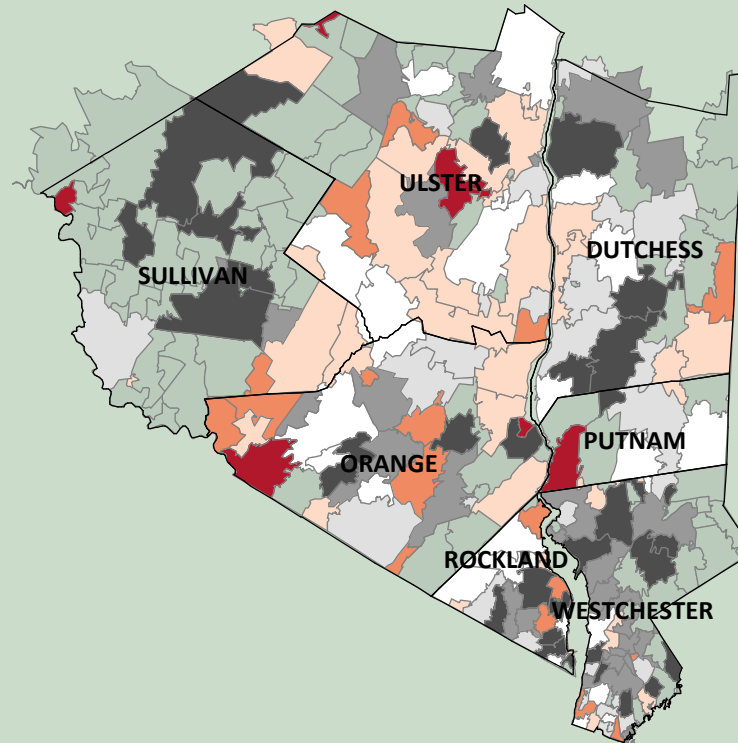 ULSTER
DUTCHESS
SULLIVAN
PUTNAM
ORANGE
ROCKLAND
WESTCHESTER